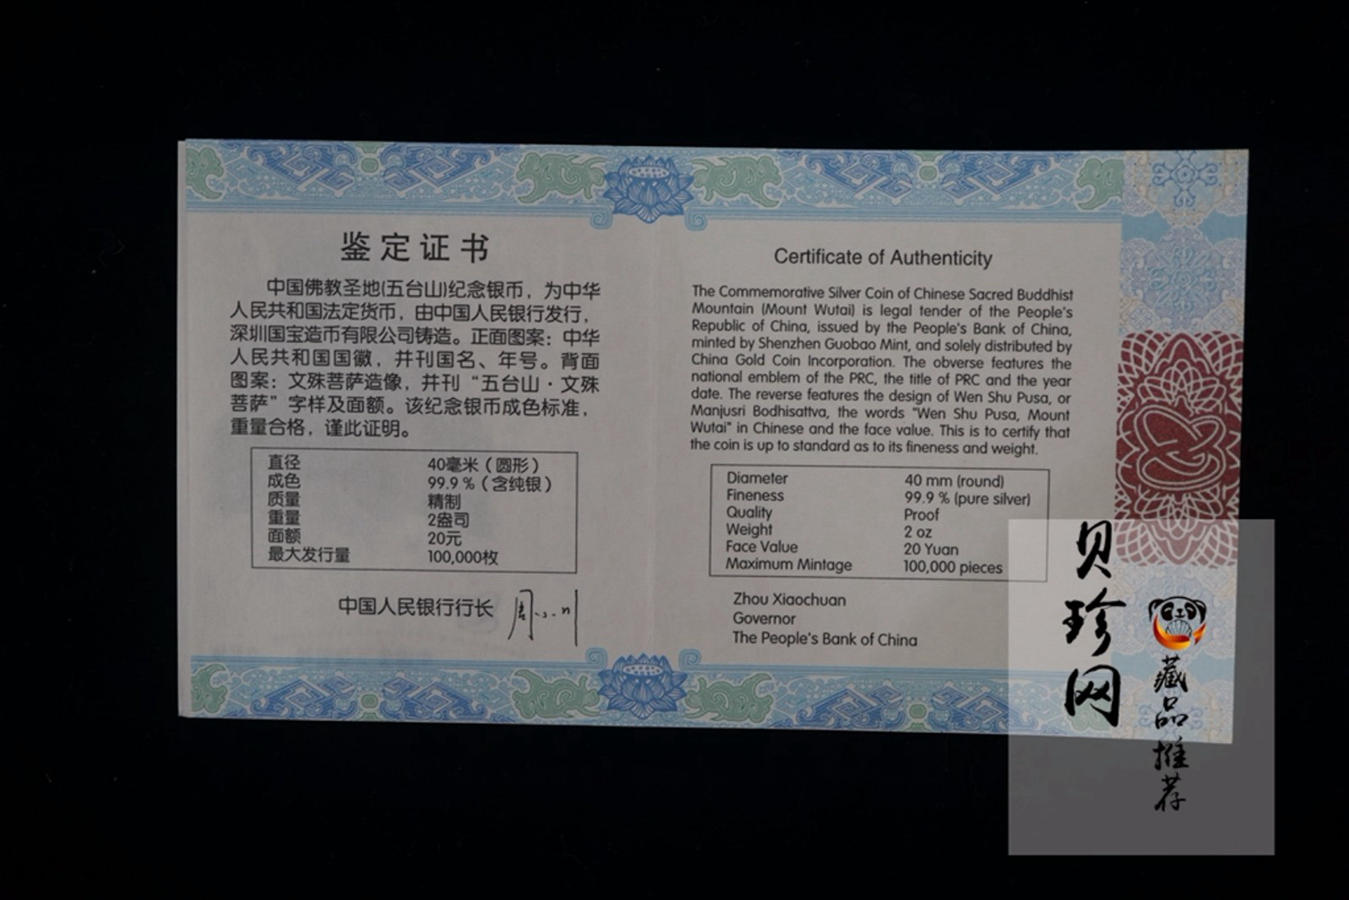 鉴定证书
中国佛教圣地(五台山)纪念银币，为中华
人民共和国法定货币，由中国人民银行发行，
深圳国宝造币有限公司铸造。正面图案：中华
人民共和国国徽，并刊国名、年号。背面
图案：文殊菩萨造像，并刊“五台山·文殊
菩萨”字样及面额。该纪念银币成色标准，
重量合格，谨此证明。
直径 40毫米（圆形）
成色 99.9％（含纯银）
质量 精制
重量 2盎司
面额 20元
最大发行量 100,000枚
中国人民银行行长
Certificate of Authenticity
The Commemorative Silver Coin of Chinese Sacred Buddhist
Mountain (Mount Wutai) is legal tender of the People's
Republic of China, issued by the People's Bank of China,
minted by Shenzhen Guobao Mint, and solely distributed by
China Gold Coin Incorporation. The obverse features the
national emblem of the PRC, the title of PRC and the year
date. The reverse features the design of Wen Shu Pusa, or
Manjusri Bodhisattva, the words "Wen Shu Pusa, Mount
Wutai" in Chinese and the face value. This is to certify that
the coin is up to standard as to its fineness and weight.
Diameter 40 mm (round)
Fineness 99.9 % (pure silver)
Quality Proof
Weight 2 oz
Face Value 20 Yuan
Maximum Mintage 100,000 pieces
Zhou Xiaochuan
Governor
The People's Bank of China
贝珍网
藏品推荐